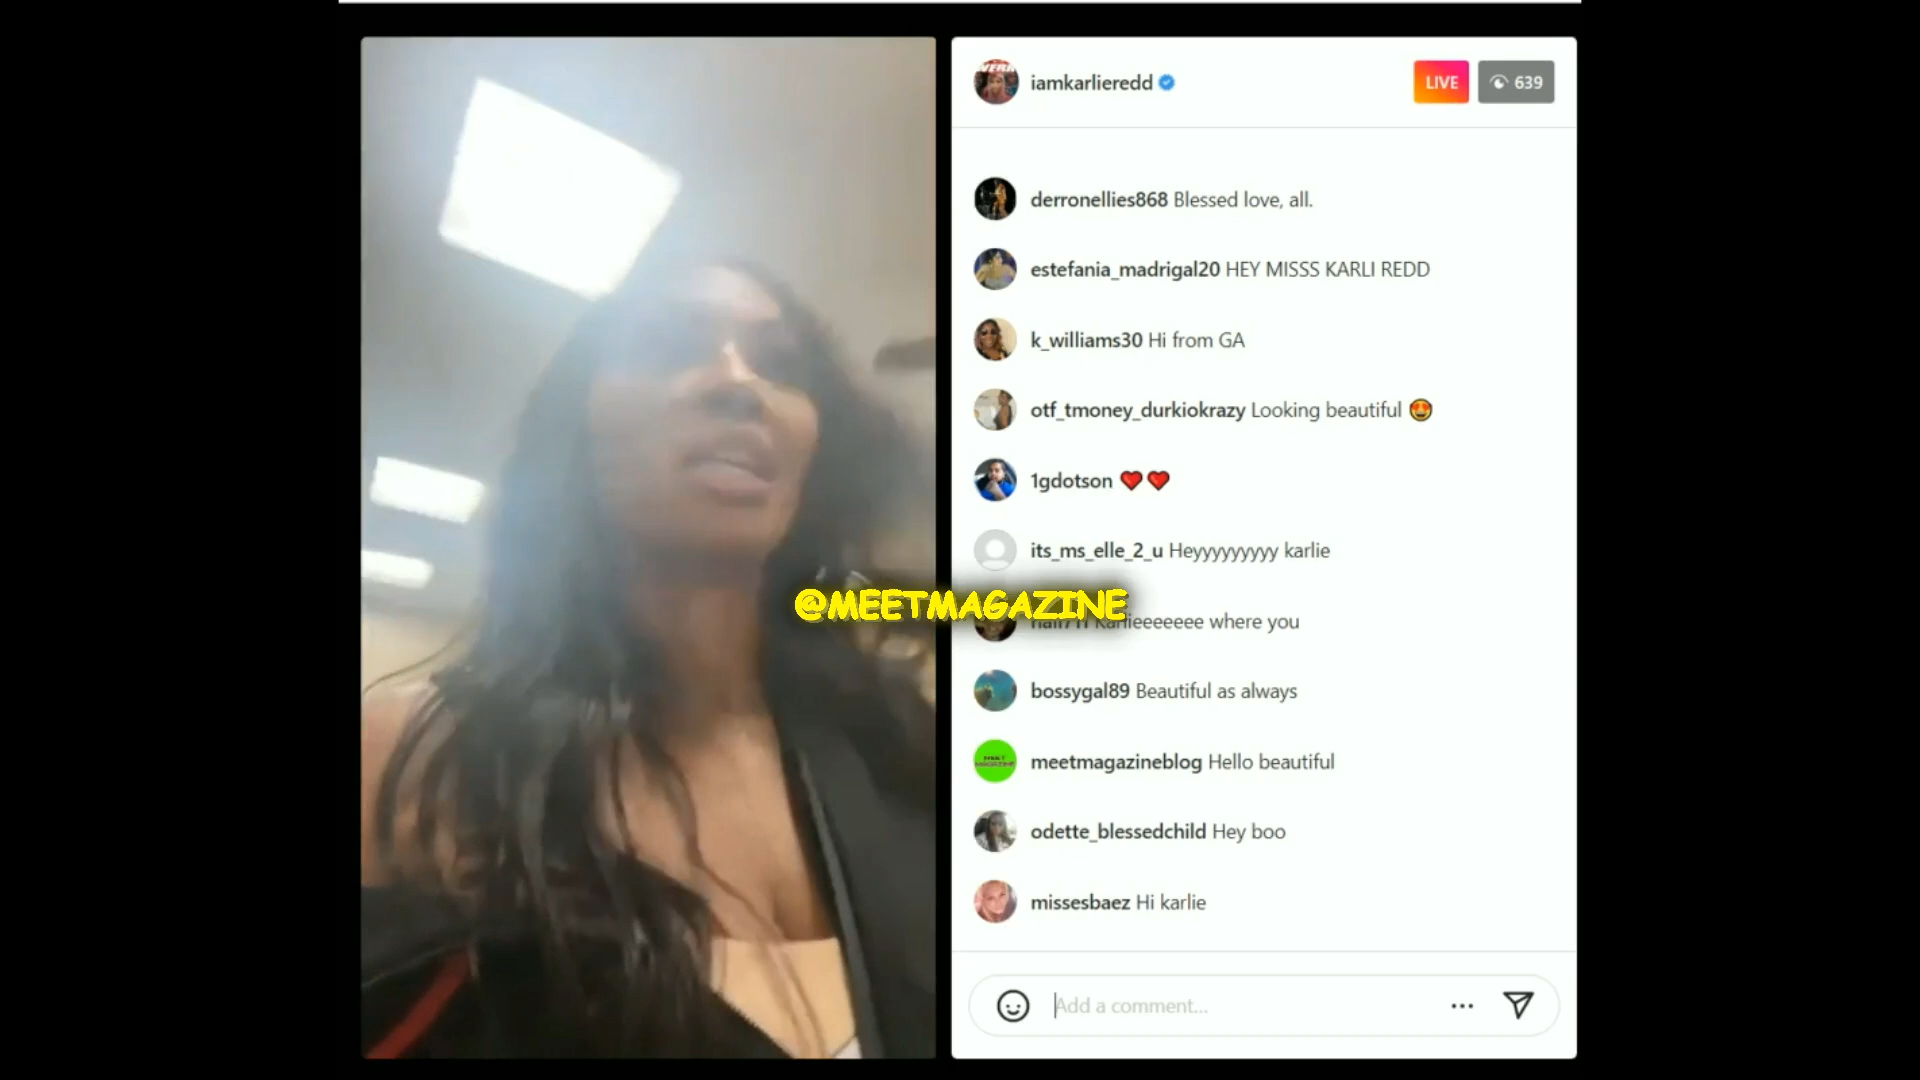 iamkarlieredd
LIVE
639
derronellies868 Blessed love, all.
estefania_madrigal20 HEY MISSS KARLI REDD
k_williams30 Hi from GA
otf_tmoney_durkiokrazy Looking beautiful 😍
1gdotson ❤️❤️
its_ms_elle_2_u Heyyyyyyyyy karlie
@MEETMAGAZINE
where you
bossygal89 Beautiful as always
meetmagazineblog Hello beautiful
odette_blessedchild Hey boo
missesbaez Hi karlie
Add a comment...